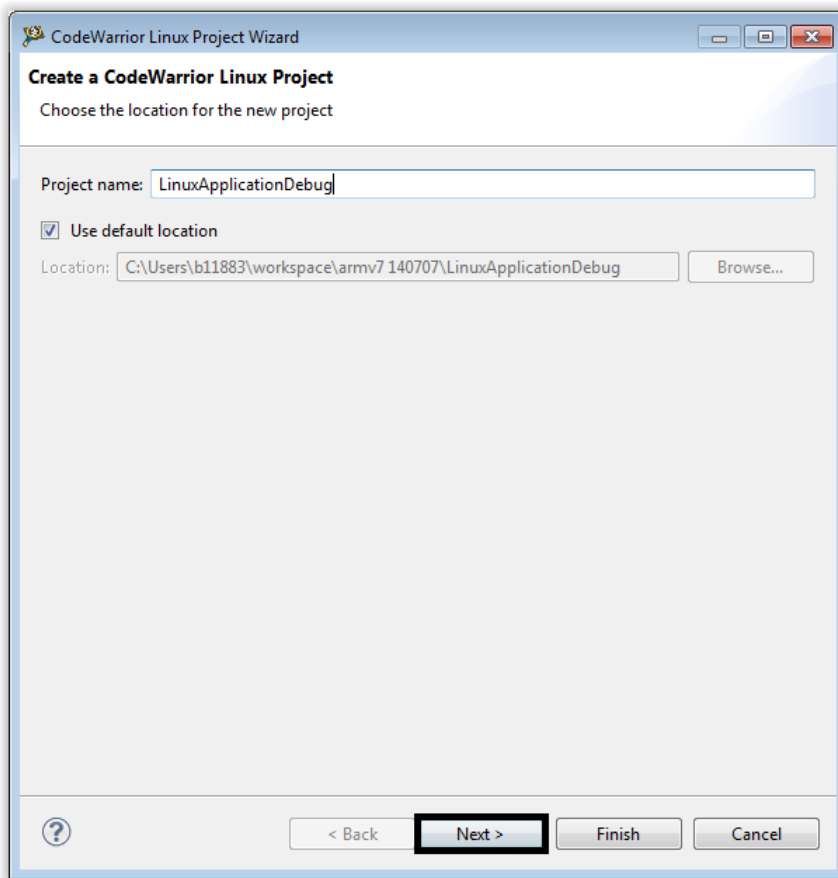 CodeWarrior Linux Project Wizard
Create a CodeWarrior Linux Project
Choose the location for the new project
Project name: LinuxApplicationDebug
Use default location
Location: C:\Users\b11883\workspace\armv7 140707\LinuxApplicationDebug Browse...
? < Back Next > Finish Cancel